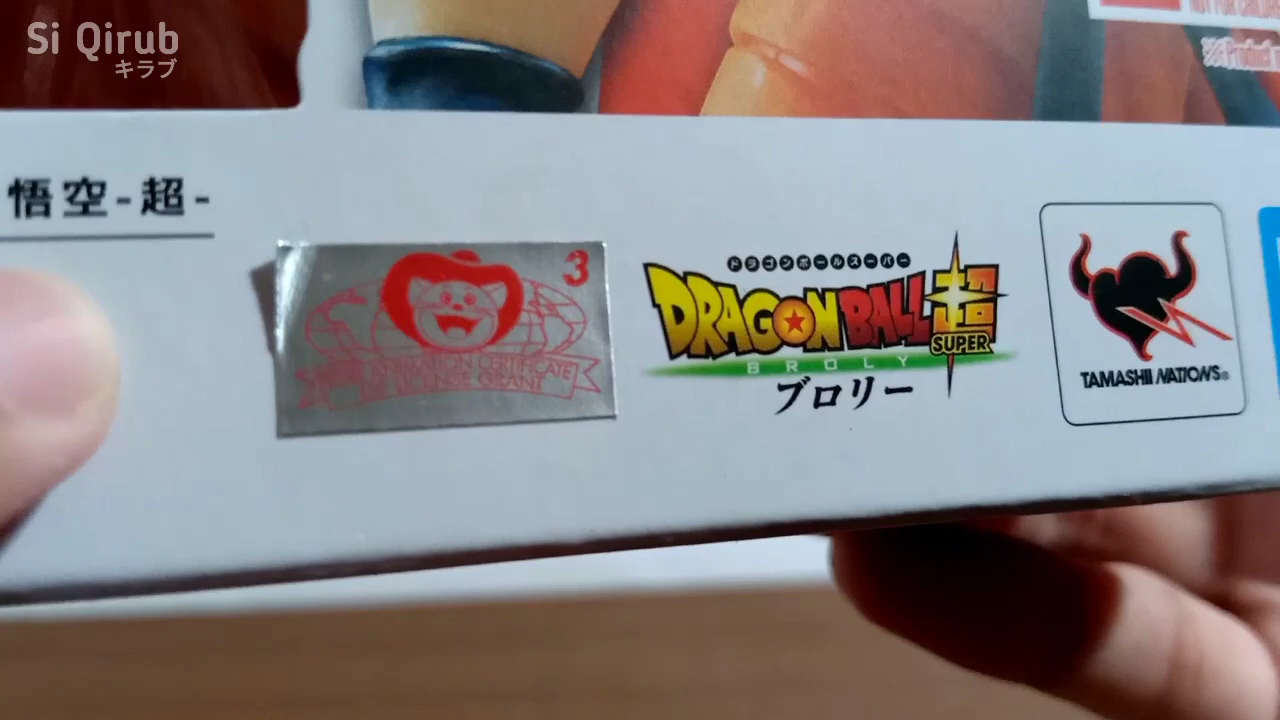 Si Qirub
キラブ
悟空-超-
3
ANIMATION CERTIFICATE
OF LICENSE GRANT
ドラゴンボールスーパー
DRAGON BALL 超
SUPER
BROLY
ブロリー
TAMASHII NATIONS